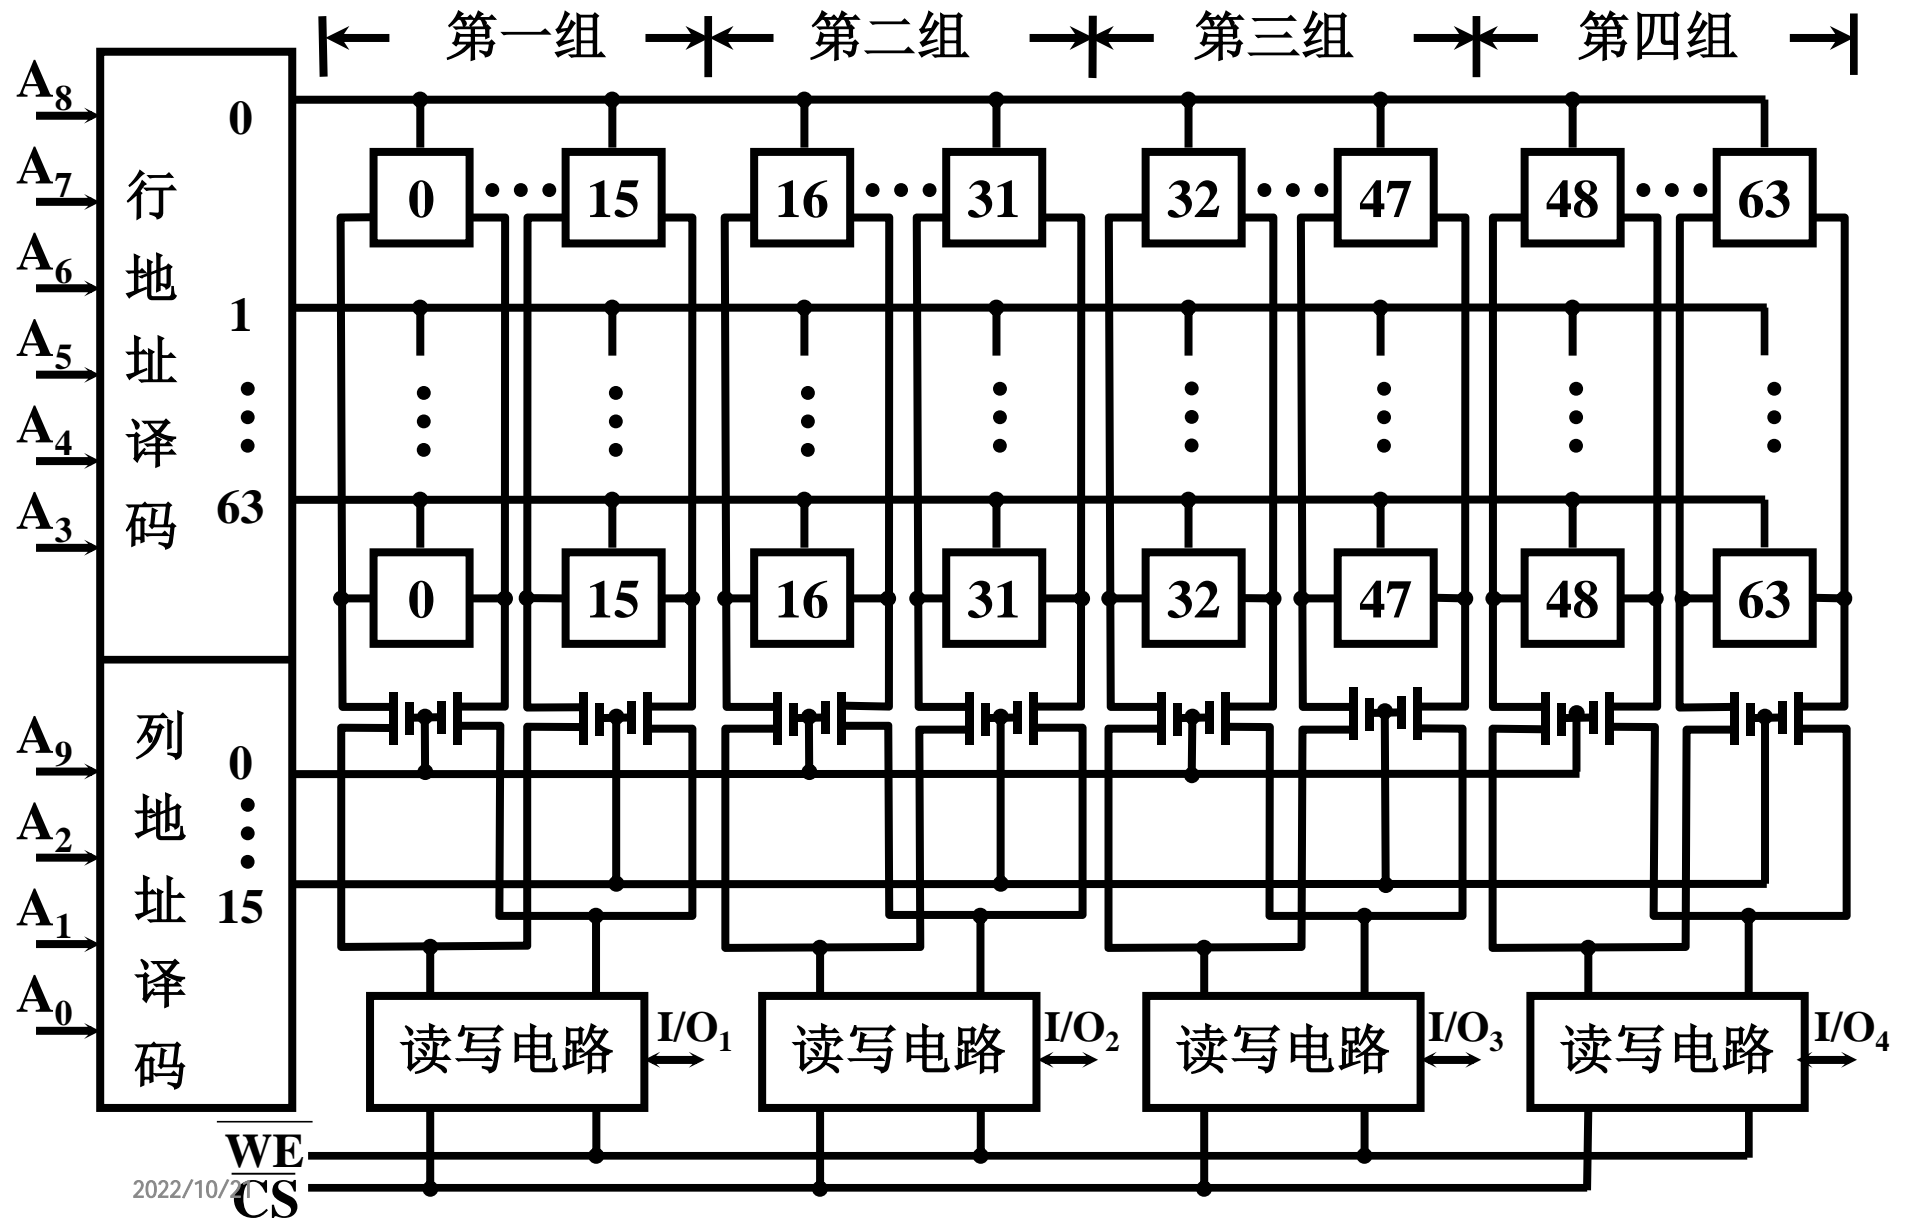 第一组 第二组 第三组 第四组
A8
0
A7
0 15 16 31 32 47 48 63
A6
1
A5
A4
63
A3
行地址译码
0 15 16 31 32 47 48 63
A9
0
A2
15
A1
A0
列地址译码
读写电路 I/O1 读写电路 I/O2 读写电路 I/O3 读写电路 I/O4
W̅E̅
C̅S̅
2022/10/21